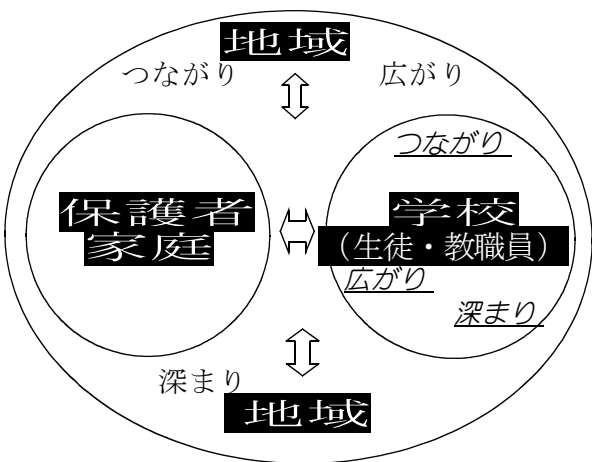 地域
つながり
広がり
つながり
保護者
家庭
学校
（生徒・教職員）
広がり
深まり
深まり
地域